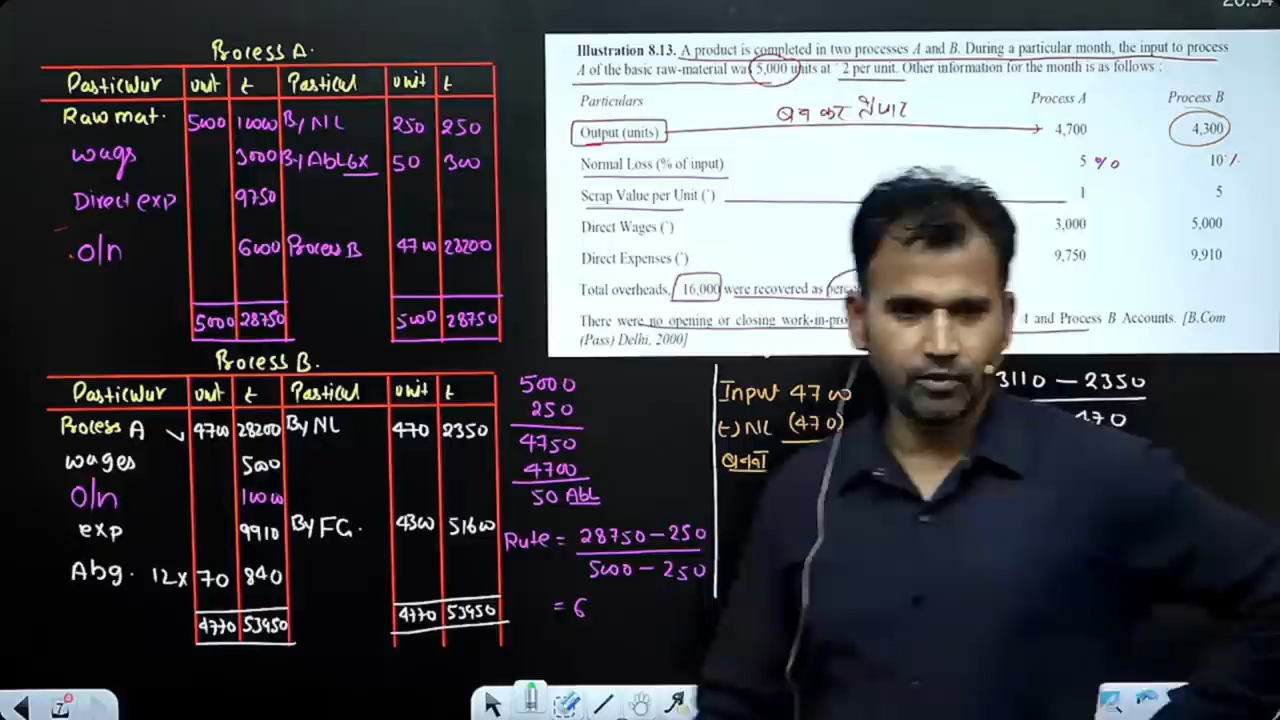 Process A.
Particular unit ₹ Particul unit ₹
Raw mat. 5000 10000 By NL 250 250
wags 3000 By AbL 6x 50 300
Direct exp 9750
o/h 6000 Process B 4700 28200
5000 28750 5000 28750
Process B.
Particular unit ₹ Particul unit ₹
Process A 4700 28200 By NL 470 2350
wages 5000
o/h 10000
exp 9910 By FG. 4300 51600
Abg. 12x 70 840
4770 53950 4770 53950
Illustration 8.13. A product is completed in two processes A and B. During a particular month, the input to process
A of the basic raw-material was 5,000 units at ` 2 per unit. Other information for the month is as follows :
Particulars Process A Process B
बन कर तैयार
Output (units) 4,700 4,300
Normal Loss (% of input) 5 % 10 %
Scrap Value per Unit (`) 1 5
Direct Wages (`) 3,000 5,000
Direct Expenses (`) 9,750 9,910
Total overheads, 16,000 were recovered as
There were no opening or closing and Process B Accounts. [B.Com
(Pass) Delhi, 2000]
5000
250
4750
4700
50 AbL
Rate = 28750 - 250
5000 - 250
= 6
Input 4700
(-) NL (470)
3110 - 2350